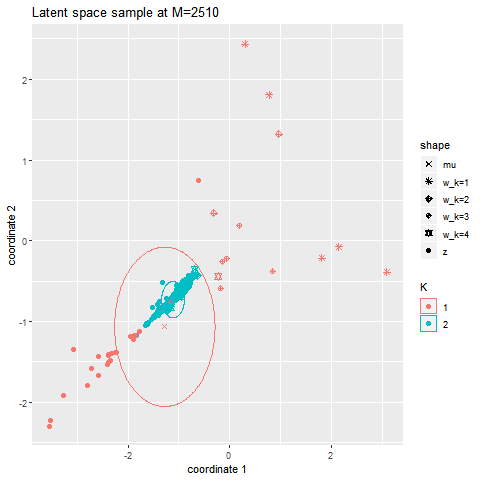 Latent space sample at M=2510
2
1
0
-1
-2
coordinate 2
-2
0
2
coordinate 1
shape
mu
w_k=1
w_k=2
w_k=3
w_k=4
z
K
1
2